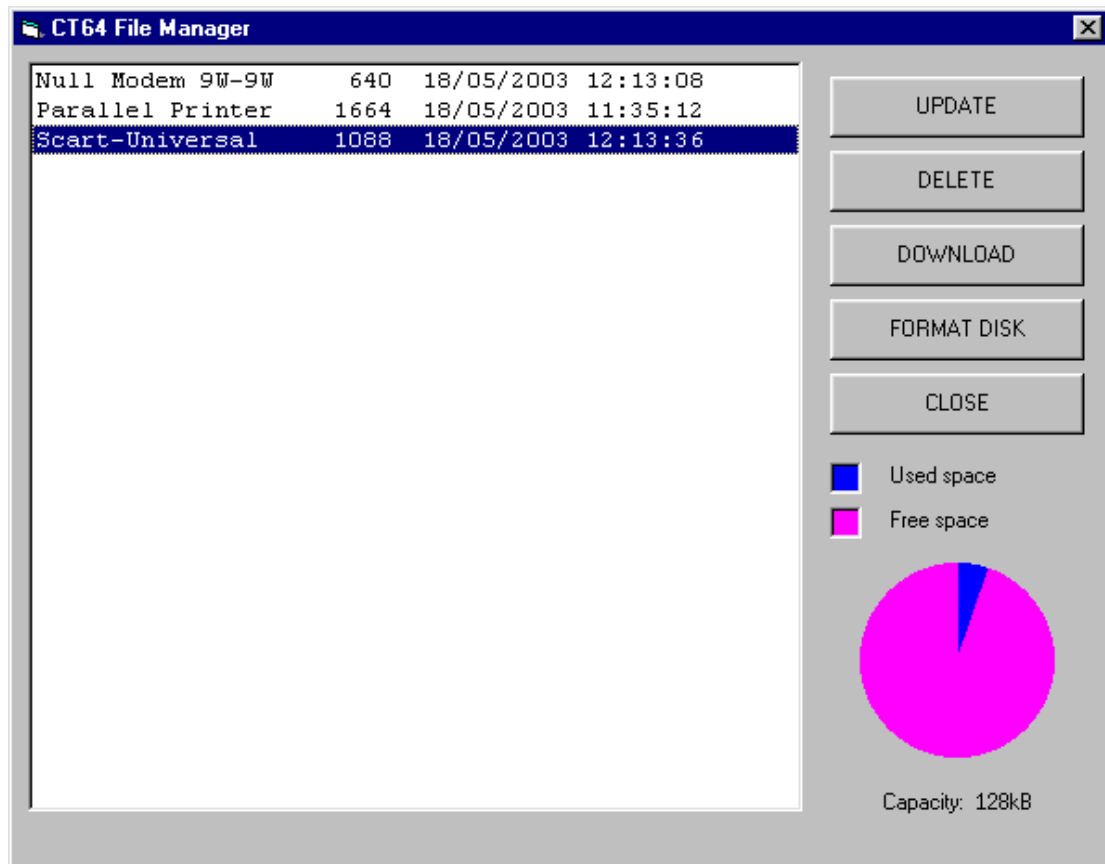 CT64 File Manager
Null Modem 9W-9W 640 18/05/2003 12:13:08
Parallel Printer 1664 18/05/2003 11:35:12
Scart-Universal 1088 18/05/2003 12:13:36
UPDATE
DELETE
DOWNLOAD
FORMAT DISK
CLOSE
Used space
Free space
Capacity: 128kB